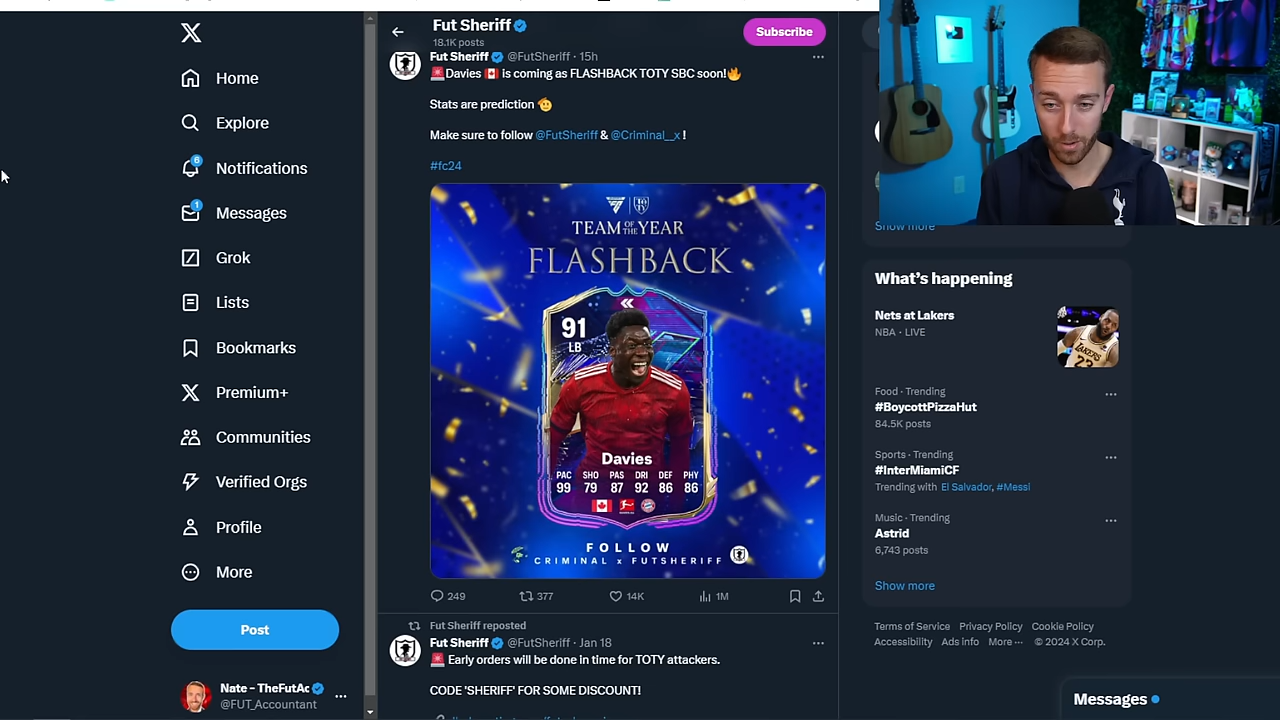 Home
Explore
6
Notifications
1
Messages
Grok
Lists
Bookmarks
Premium+
Communities
Verified Orgs
Profile
More
Post
Nate - TheFutAc
@FUT_Accountant
Fut Sheriff
18.1K posts
Subscribe
Fut Sheriff @FutSheriff · 15h
🚨Davies 🇨🇦 is coming as FLASHBACK TOTY SBC soon!🔥
Stats are prediction 🫡
Make sure to follow @FutSheriff & @Criminal__x !
#fc24
TEAM OF THE YEAR
FLASHBACK
91
LB
Davies
PAC SHO PAS DRI DEF PHY
99 79 87 92 86 86
FOLLOW
CRIMINAL x FUTSHERIFF
249 377 14K 1M
Fut Sheriff reposted
Fut Sheriff @FutSheriff · Jan 18
🚨 Early orders will be done in time for TOTY attackers.
CODE 'SHERIFF' FOR SOME DISCOUNT!
Show more
What's happening
Nets at Lakers
NBA · LIVE
Food · Trending
#BoycottPizzaHut
84.5K posts
Sports · Trending
#InterMiamiCF
Trending with El Salvador, #Messi
Music · Trending
Astrid
6,743 posts
Show more
Terms of Service Privacy Policy Cookie Policy
Accessibility Ads info More ··· © 2024 X Corp.
Messages